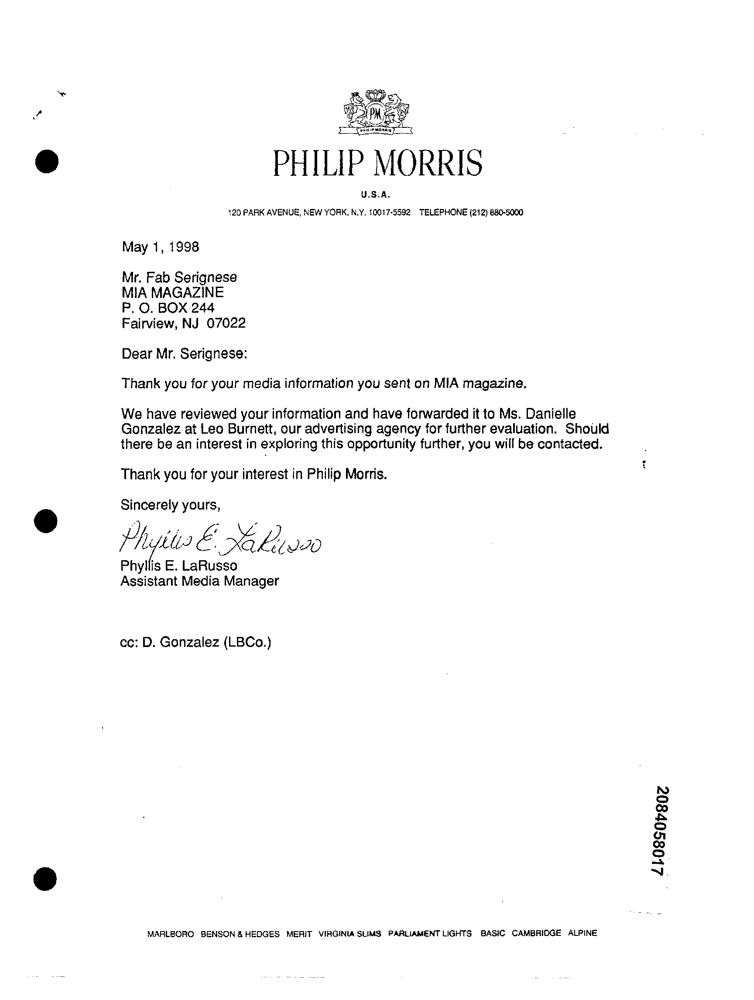 PM
PHILIP MORRIS
PHILIP MORRIS
U.S.A.
120 PARK AVENUE, NEW YORK, N.Y. 10017-5592 TELEPHONE (212) 880-5000
May 1, 1998
Mr. Fab Serignese
MIA MAGAZINE
P. O. BOX 244
Fairview, NJ 07022
Dear Mr. Serignese:
Thank you for your media information you sent on MIA magazine.
We have reviewed your information and have forwarded it to Ms. Danielle
Gonzalez at Leo Burnett, our advertising agency for further evaluation. Should
there be an interest in exploring this opportunity further, you will be contacted.
Thank you for your interest in Philip Morris.
Sincerely yours,
Phyllis E. LaRusso
Phyllis E. LaRusso
Assistant Media Manager
cc: D. Gonzalez (LBCo.)
2084058017
MARLBORO BENSON & HEDGES MERIT VIRGINIA SLIMS PARLIAMENT LIGHTS BASIC CAMBRIDGE ALPINE